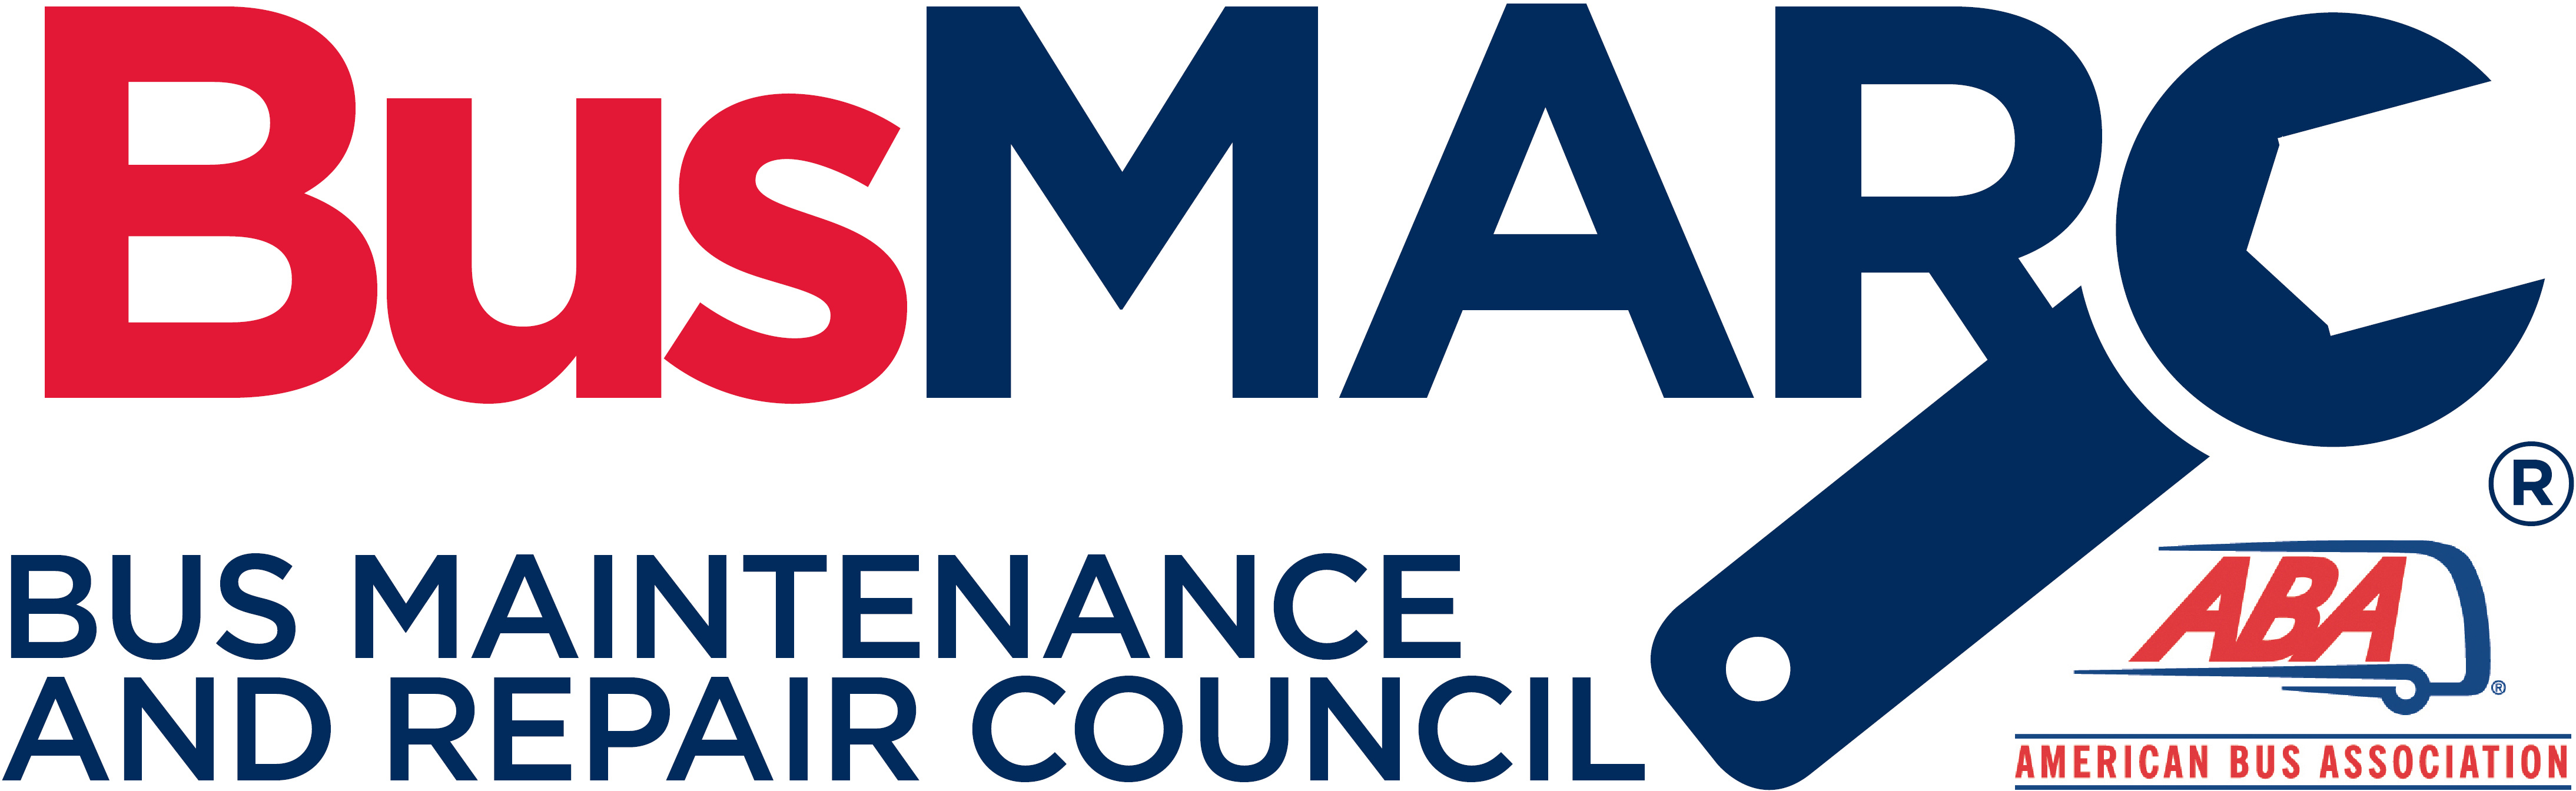 BusMARC®
BUS MAINTENANCE
AND REPAIR COUNCIL
ABA®
AMERICAN BUS ASSOCIATION